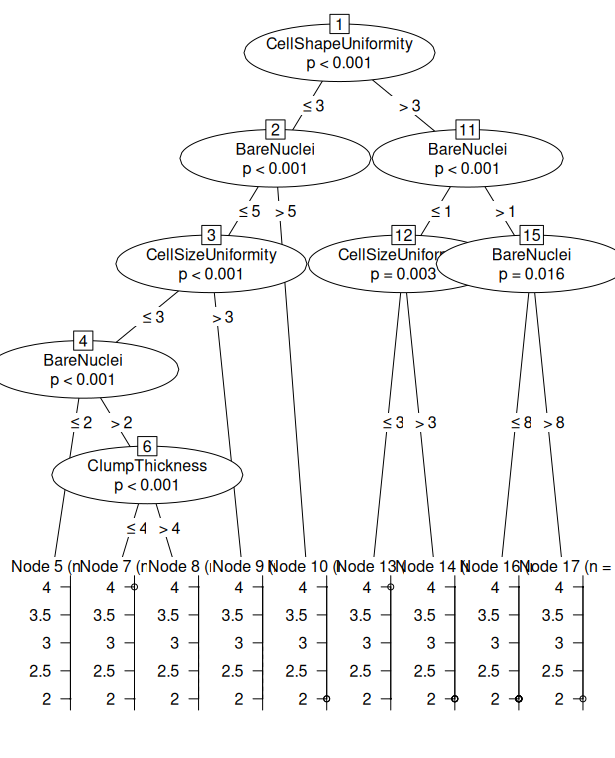 1
CellShapeUniformity
p < 0.001
≤ 3
> 3
2
BareNuclei
p < 0.001
11
BareNuclei
p < 0.001
≤ 5
> 5
≤ 1
> 1
3
CellSizeUniformity
p < 0.001
12
p = 0.003
15
BareNuclei
p = 0.016
≤ 3
> 3
4
BareNuclei
p < 0.001
≤ 2
> 2
≤ 3
> 3
≤ 8
> 8
6
ClumpThickness
p < 0.001
≤ 4
> 4
Node 5 (n
Node 7 (
Node 8 (
Node 9
Node 10
Node 13
Node 14
Node 16
Node 17 (n =
4 4 4 4 4 4 4 4 4
3.5 3.5 3.5 3.5 3.5 3.5 3.5 3.5 3.5
3 3 3 3 3 3 3 3 3
2.5 2.5 2.5 2.5 2.5 2.5 2.5 2.5 2.5
2 2 2 2 2 2 2 2 2